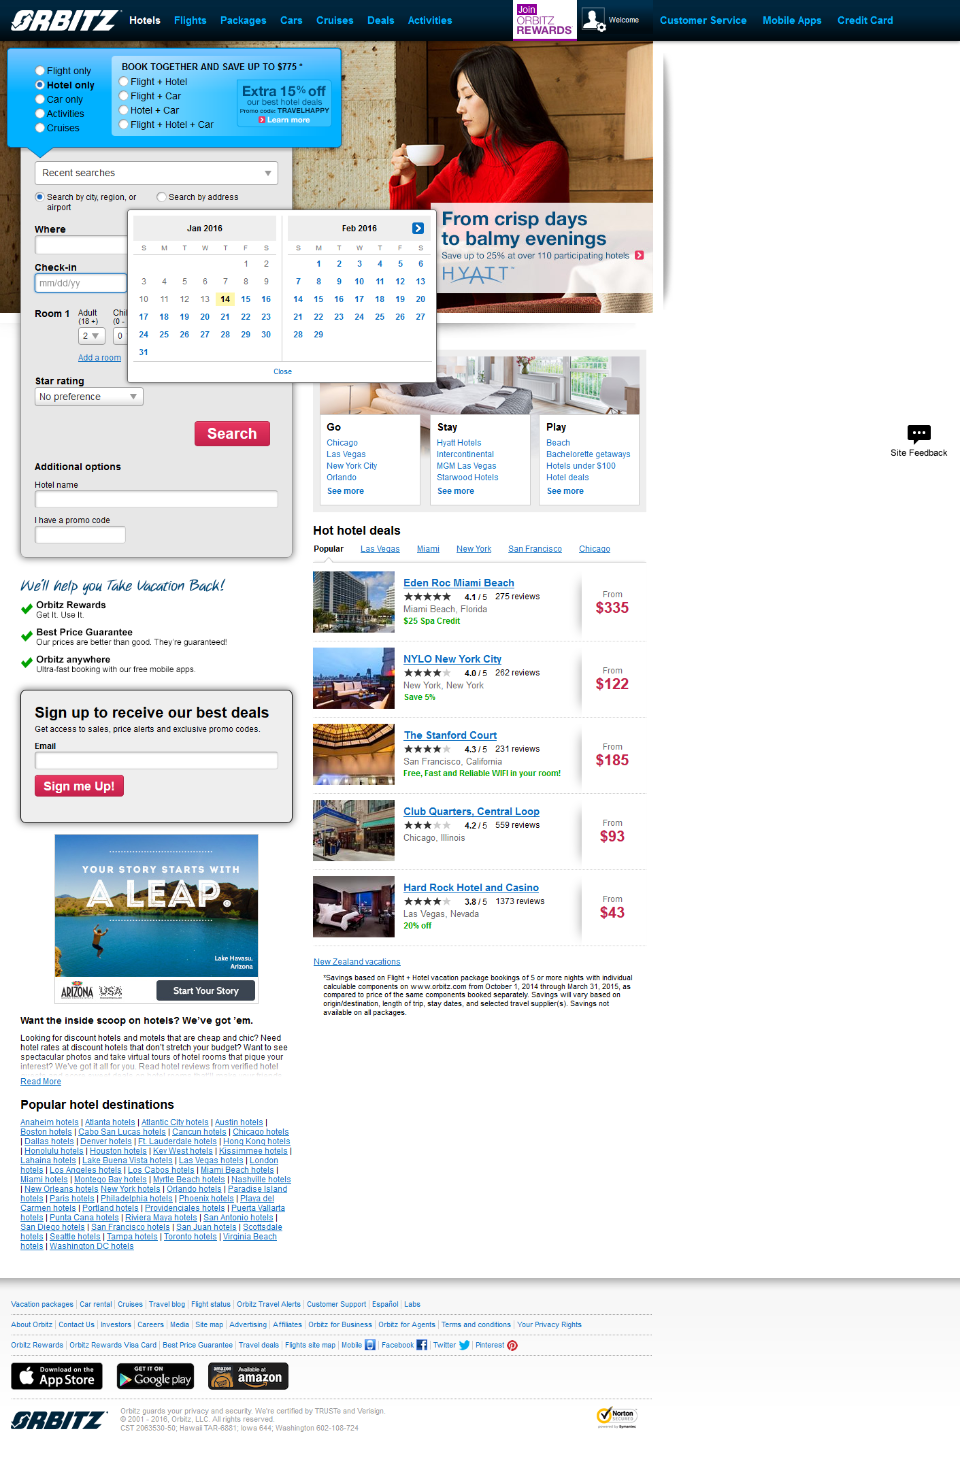 ORBITZ
Hotels Flights Packages Cars Cruises Deals Activities
Join ORBITZ REWARDS
Welcome
Customer Service Mobile Apps Credit Card
Flight only
Hotel only
Car only
Activities
Cruises
BOOK TOGETHER AND SAVE UP TO $775 *
Flight + Hotel
Flight + Car
Hotel + Car
Flight + Hotel + Car
Extra 15% off
our best hotel deals
Promo code: TRAVELHAPPY
Learn more
Recent searches
Search by city, region, or airport
Search by address
Where
Check-in
mm/dd/yy
Room 1 Adult (18 +)
2 0
Add a room
Jan 2016
S M T W T F S
1 2
3 4 5 6 7 8 9
10 11 12 13 14 15 16
17 18 19 20 21 22 23
24 25 26 27 28 29 30
31
Feb 2016
S M T W T F S
1 2 3 4 5 6
7 8 9 10 11 12 13
14 15 16 17 18 19 20
21 22 23 24 25 26 27
28 29
Close
From crisp days
to balmy evenings
Save up to 25% at over 110 participating hotels
HYATT
Star rating
No preference
Search
Additional options
Hotel name
I have a promo code
Go
Chicago
Las Vegas
New York City
Orlando
See more
Stay
Hyatt Hotels
Intercontinental
MGM Las Vegas
Starwood Hotels
See more
Play
Beach
Bachelorette getaways
Hotels under $100
Hotel deals
See more
Site Feedback
Hot hotel deals
Popular Las Vegas Miami New York San Francisco Chicago
Eden Roc Miami Beach
4.1 / 5 275 reviews
Miami Beach, Florida
$25 Spa Credit
From
$335
NYLO New York City
4.0 / 5 262 reviews
New York, New York
Save 5%
From
$122
The Stanford Court
4.3 / 5 231 reviews
San Francisco, California
Free, Fast and Reliable WIFI in your room!
From
$185
Club Quarters, Central Loop
4.2 / 5 559 reviews
Chicago, Illinois
From
$93
Hard Rock Hotel and Casino
3.8 / 5 1373 reviews
Las Vegas, Nevada
20% off
From
$43
New Zealand vacations
*Savings based on Flight + Hotel vacation package bookings of 5 or more nights with individual
calculable components on www.orbitz.com from October 1, 2014 through March 31, 2015, as
compared to price of the same components booked separately. Savings will vary based on
origin/destination, length of trip, stay dates, and selected travel supplier(s). Savings not
available on all packages.
We'll help you Take Vacation Back!
Orbitz Rewards
Get It. Use It.
Best Price Guarantee
Our prices are better than good. They're guaranteed!
Orbitz anywhere
Ultra-fast booking with our free mobile apps.
Sign up to receive our best deals
Get access to sales, price alerts and exclusive promo codes.
Email
Sign me Up!
YOUR STORY STARTS WITH
A LEAP.
Lake Havasu,
Arizona
ARIZONA USA
Start Your Story
Want the inside scoop on hotels? We've got 'em.
Looking for discount hotels and motels that are cheap and chic? Need
hotel rates at discount hotels that don't stretch your budget? Want to see
spectacular photos and take virtual tours of hotel rooms that pique your
interest? We've got it all for you. Read hotel reviews from verified hotel
Read More
Popular hotel destinations
Anaheim hotels | Atlanta hotels | Atlantic City hotels | Austin hotels |
Boston hotels | Cabo San Lucas hotels | Cancun hotels | Chicago hotels
| Dallas hotels | Denver hotels | Ft. Lauderdale hotels | Hong Kong hotels
| Honolulu hotels | Houston hotels | Key West hotels | Kissimmee hotels |
Lahaina hotels | Lake Buena Vista hotels | Las Vegas hotels | London
hotels | Los Angeles hotels | Los Cabos hotels | Miami Beach hotels |
Miami hotels | Montego Bay hotels | Myrtle Beach hotels | Nashville hotels
| New Orleans hotels New York hotels | Orlando hotels | Paradise Island
hotels | Paris hotels | Philadelphia hotels | Phoenix hotels | Playa del
Carmen hotels | Portland hotels | Providenciales hotels | Puerta Vallarta
hotels | Punta Cana hotels | Riviera Maya hotels | San Antonio hotels |
San Diego hotels | San Francisco hotels | San Juan hotels | Scottsdale
hotels | Seattle hotels | Tampa hotels | Toronto hotels | Virginia Beach
hotels | Washington DC hotels
Vacation packages | Car rental | Cruises | Travel blog | Flight status | Orbitz Travel Alerts | Customer Support | Español | Labs
About Orbitz | Contact Us | Investors | Careers | Media | Site map | Advertising | Affiliates | Orbitz for Business | Orbitz for Agents | Terms and conditions | Your Privacy Rights
Orbitz Rewards | Orbitz Rewards Visa Card | Best Price Guarantee | Travel deals | Flights site map | Mobile | Facebook | Twitter | Pinterest
Download on the App Store
GET IT ON Google play
Available at amazon
ORBITZ
Orbitz guards your privacy and security. We're certified by TRUSTe and Verisign.
© 2001 - 2016, Orbitz, LLC. All rights reserved.
CST 2063530-50; Hawaii TAR-6881; Iowa 644; Washington 602-108-724
Norton
SECURED
powered by Symantec